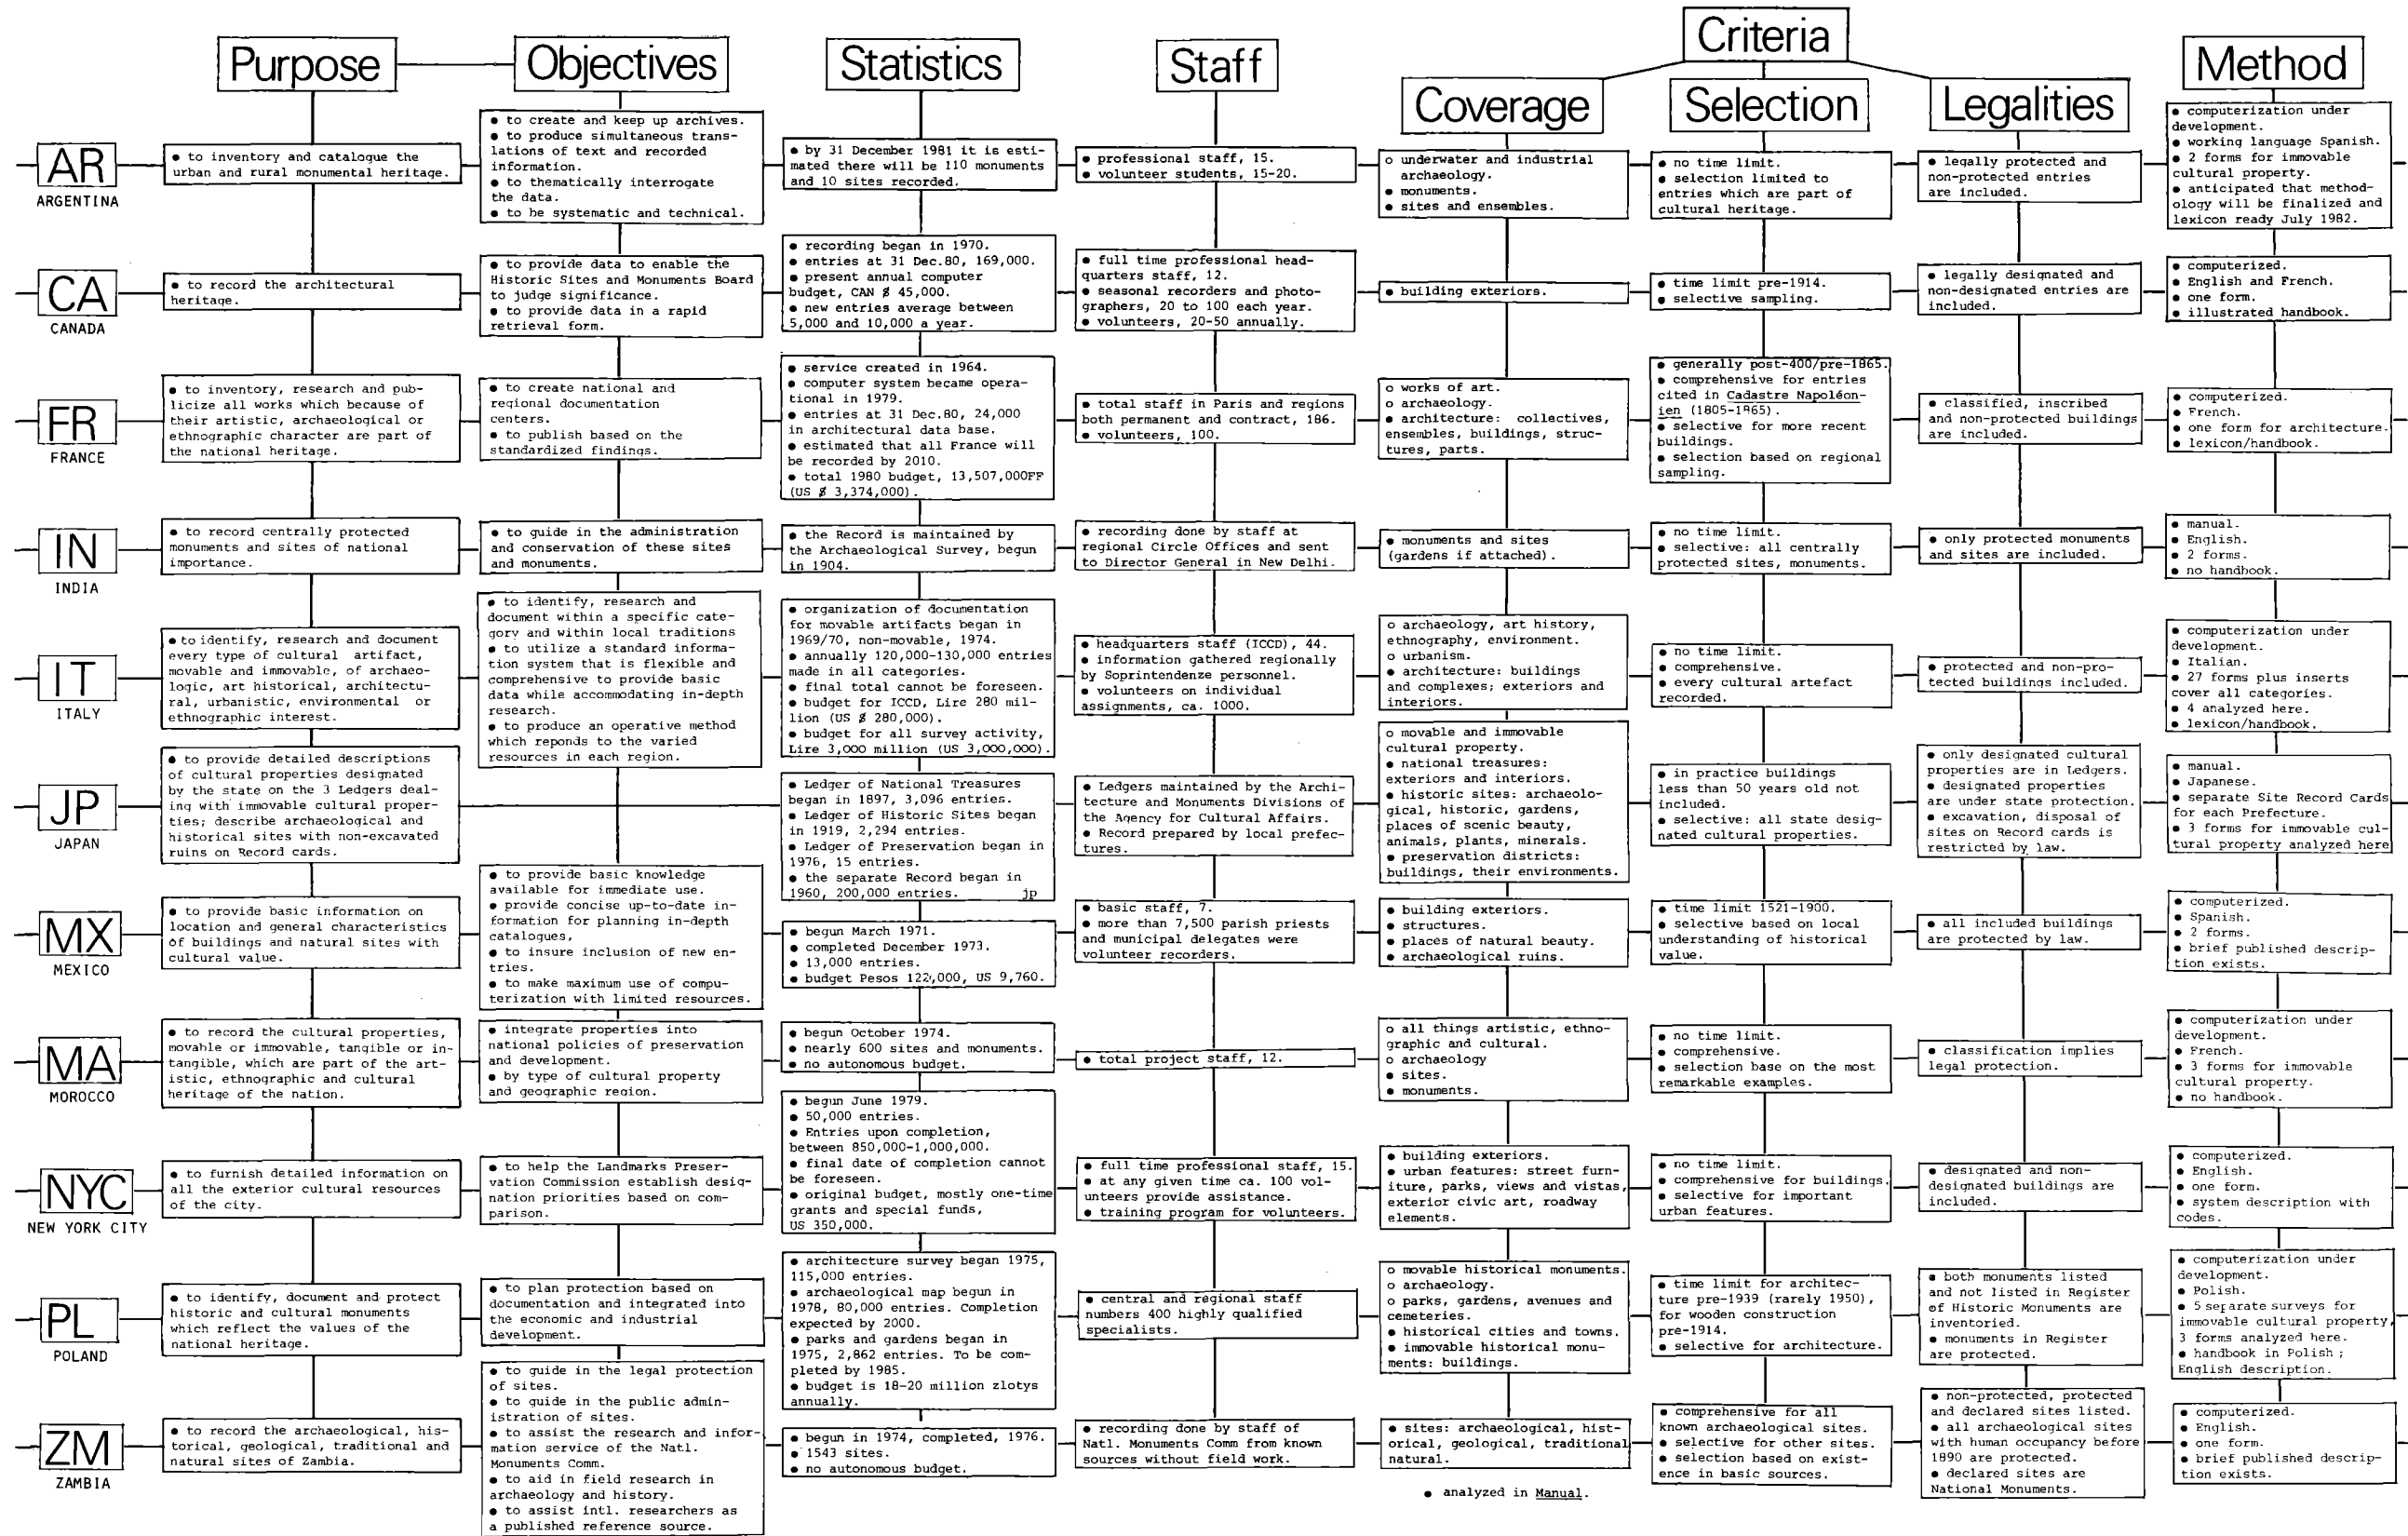 Purpose
Objectives
Statistics
Staff
Criteria
Coverage
Selection
Legalities
Method
AR
ARGENTINA
● to inventory and catalogue the
urban and rural monumental heritage.
● to create and keep up archives.
● to produce simultaneous trans-
lations of text and recorded
information.
● to thematically interrogate
the data.
● to be systematic and technical.
● by 31 December 1981 it is esti-
mated there will be 110 monuments
and 10 sites recorded.
● professional staff, 15.
● volunteer students, 15-20.
o underwater and industrial
archaeology.
● monuments.
● sites and ensembles.
● no time limit.
● selection limited to
entries which are part of
cultural heritage.
● legally protected and
non-protected entries
are included.
● computerization under
development.
● working language Spanish.
● 2 forms for immovable
cultural property.
● anticipated that method-
ology will be finalized and
lexicon ready July 1982.
CA
CANADA
● to record the architectural
heritage.
● to provide data to enable the
Historic Sites and Monuments Board
to judge significance.
● to provide data in a rapid
retrieval form.
● recording began in 1970.
● entries at 31 Dec.80, 169,000.
● present annual computer
budget, CAN $ 45,000.
● new entries average between
5,000 and 10,000 a year.
● full time professional head-
quarters staff, 12.
● seasonal recorders and photo-
graphers, 20 to 100 each year.
● volunteers, 20-50 annually.
● building exteriors.
● time limit pre-1914.
● selective sampling.
● legally designated and
non-designated entries are
included.
● computerized.
● English and French.
● one form.
● illustrated handbook.
FR
FRANCE
● to inventory, research and pub-
licize all works which because of
their artistic, archaeological or
ethnographic character are part of
the national heritage.
● to create national and
regional documentation
centers.
● to publish based on the
standardized findings.
● service created in 1964.
● computer system became opera-
tional in 1979.
● entries at 31 Dec.80, 24,000
in architectural data base.
● estimated that all France will
be recorded by 2010.
● total 1980 budget, 13,507,000FF
(US $ 3,374,000).
● total staff in Paris and regions
both permanent and contract, 186.
● volunteers, 100.
o works of art.
o archaeology.
● architecture: collectives,
ensembles, buildings, struc-
tures, parts.
● generally post-400/pre-1865.
● comprehensive for entries
cited in Cadastre Napoléon-
ien (1805-1865).
● selective for more recent
buildings.
● selection based on regional
sampling.
● classified, inscribed
and non-protected buildings
are included.
● computerized.
● French.
● one form for architecture.
● lexicon/handbook.
IN
INDIA
● to record centrally protected
monuments and sites of national
importance.
● to guide in the administration
and conservation of these sites
and monuments.
● the Record is maintained by
the Archaeological Survey, begun
in 1904.
● recording done by staff at
regional Circle Offices and sent
to Director General in New Delhi.
● monuments and sites
(gardens if attached).
● no time limit.
● selective: all centrally
protected sites, monuments.
● only protected monuments
and sites are included.
● manual.
● English.
● 2 forms.
● no handbook.
IT
ITALY
● to identify, research and document
every type of cultural artifact,
movable and immovable, of archaeo-
logic, art historical, architectu-
ral, urbanistic, environmental or
ethnographic interest.
● to identify, research and
document within a specific cate-
gory and within local traditions
● to utilize a standard informa-
tion system that is flexible and
comprehensive to provide basic
data while accommodating in-depth
research.
● to produce an operative method
which reponds to the varied
resources in each region.
● organization of documentation
for movable artifacts began in
1969/70, non-movable, 1974.
● annually 120,000-130,000 entries
made in all categories.
● final total cannot be foreseen.
● budget for ICCD, Lire 280 mil-
lion (US $ 280,000).
● budget for all survey activity,
Lire 3,000 million (US 3,000,000).
● headquarters staff (ICCD), 44.
● information gathered regionally
by Soprintendenze personnel.
● volunteers on individual
assignments, ca. 1000.
o archaeology, art history,
ethnography, environment.
o urbanism.
● architecture: buildings
and complexes; exteriors and
interiors.
● no time limit.
● comprehensive.
● every cultural artefact
recorded.
● protected and non-pro-
tected buildings included.
● computerization under
development.
● Italian.
● 27 forms plus inserts
cover all categories.
● 4 analyzed here.
● lexicon/handbook.
JP
JAPAN
● to provide detailed descriptions
of cultural properties designated
by the state on the 3 Ledgers deal-
ing with immovable cultural proper-
ties; describe archaeological and
historical sites with non-excavated
ruins on Record cards.
● Ledger of National Treasures
began in 1897, 3,096 entries.
● Ledger of Historic Sites began
in 1919, 2,294 entries.
● Ledger of Preservation began in
1976, 15 entries.
● the separate Record began in
1960, 200,000 entries. jp
● Ledgers maintained by the Archi-
tecture and Monuments Divisions of
the Agency for Cultural Affairs.
● Record prepared by local prefec-
tures.
o movable and immovable
cultural property.
● national treasures:
exteriors and interiors.
● historic sites: archaeolo-
gical, historic, gardens,
places of scenic beauty,
animals, plants, minerals.
● preservation districts:
buildings, their environments.
● in practice buildings
less than 50 years old not
included.
● selective: all state desig-
nated cultural properties.
● only designated cultural
properties are in Ledgers.
● designated properties
are under state protection.
● excavation, disposal of
sites on Record cards is
restricted by law.
● manual.
● Japanese.
● separate Site Record Cards
for each Prefecture.
● 3 forms for immovable cul-
tural property analyzed here
MX
MEXICO
● to provide basic information on
location and general characteristics
of buildings and natural sites with
cultural value.
● to provide basic knowledge
available for immediate use.
● provide concise up-to-date in-
formation for planning in-depth
catalogues,
● to insure inclusion of new en-
tries.
● to make maximum use of compu-
terization with limited resources.
● begun March 1971.
● completed December 1973.
● 13,000 entries.
● budget Pesos 122,000, US 9,760.
● basic staff, 7.
● more than 7,500 parish priests
and municipal delegates were
volunteer recorders.
● building exteriors.
● structures.
● places of natural beauty.
● archaeological ruins.
● time limit 1521-1900.
● selective based on local
understanding of historical
value.
● all included buildings
are protected by law.
● computerized.
● Spanish.
● 2 forms.
● brief published descrip-
tion exists.
MA
MOROCCO
● to record the cultural properties,
movable or immovable, tangible or in-
tangible, which are part of the art-
istic, ethnographic and cultural
heritage of the nation.
● integrate properties into
national policies of preservation
and development.
● by type of cultural property
and geographic region.
● begun October 1974.
● nearly 600 sites and monuments.
● no autonomous budget.
● total project staff, 12.
o all things artistic, ethno-
graphic and cultural.
o archaeology
● sites.
● monuments.
● no time limit.
● comprehensive.
● selection base on the most
remarkable examples.
● classification implies
legal protection.
● computerization under
development.
● French.
● 3 forms for immovable
cultural property.
● no handbook.
NYC
NEW YORK CITY
● to furnish detailed information on
all the exterior cultural resources
of the city.
● to help the Landmarks Preser-
vation Commission establish desig-
nation priorities based on com-
parison.
● begun June 1979.
● 50,000 entries.
● Entries upon completion,
between 850,000-1,000,000.
● final date of completion cannot
be foreseen.
● original budget, mostly one-time
grants and special funds,
US 350,000.
● full time professional staff, 15.
● at any given time ca. 100 vol-
unteers provide assistance.
● training program for volunteers.
● building exteriors.
● urban features: street furn-
iture, parks, views and vistas,
exterior civic art, roadway
elements.
● no time limit.
● comprehensive for buildings.
● selective for important
urban features.
● designated and non-
designated buildings are
included.
● computerized.
● English.
● one form.
● system description with
codes.
PL
POLAND
● to identify, document and protect
historic and cultural monuments
which reflect the values of the
national heritage.
● to plan protection based on
documentation and integrated into
the economic and industrial
development.
● architecture survey began 1975,
115,000 entries.
● archaeological map begun in
1978, 80,000 entries. Completion
expected by 2000.
● parks and gardens began in
1975, 2,862 entries. To be com-
pleted by 1985.
● budget is 18-20 million zlotys
annually.
● central and regional staff
numbers 400 highly qualified
specialists.
o movable historical monuments.
o archaeology.
o parks, gardens, avenues and
cemeteries.
● historical cities and towns.
● immovable historical monu-
ments: buildings.
● time limit for architec-
ture pre-1939 (rarely 1950),
for wooden construction
pre-1914.
● selective for architecture.
● both monuments listed
and not listed in Register
of Historic Monuments are
inventoried.
● monuments in Register
are protected.
● computerization under
development.
● Polish.
● 5 separate surveys for
immovable cultural property,
3 forms analyzed here.
● handbook in Polish;
English description.
ZM
ZAMBIA
● to record the archaeological, his-
torical, geological, traditional and
natural sites of Zambia.
● to guide in the legal protection
of sites.
● to guide in the public admin-
istration of sites.
● to assist the research and infor-
mation service of the Natl.
Monuments Comm.
● to aid in field research in
archaeology and history.
● to assist intl. researchers as
a published reference source.
● begun in 1974, completed, 1976.
● 1543 sites.
● no autonomous budget.
● recording done by staff of
Natl. Monuments Comm from known
sources without field work.
● sites: archaeological, hist-
orical, geological, traditional
natural.
● comprehensive for all
known archaeological sites.
● selective for other sites.
● selection based on exist-
ence in basic sources.
● non-protected, protected
and declared sites listed.
● all archaeological sites
with human occupancy before
1890 are protected.
● declared sites are
National Monuments.
● computerized.
● English.
● one form.
● brief published descrip-
tion exists.
● analyzed in Manual.